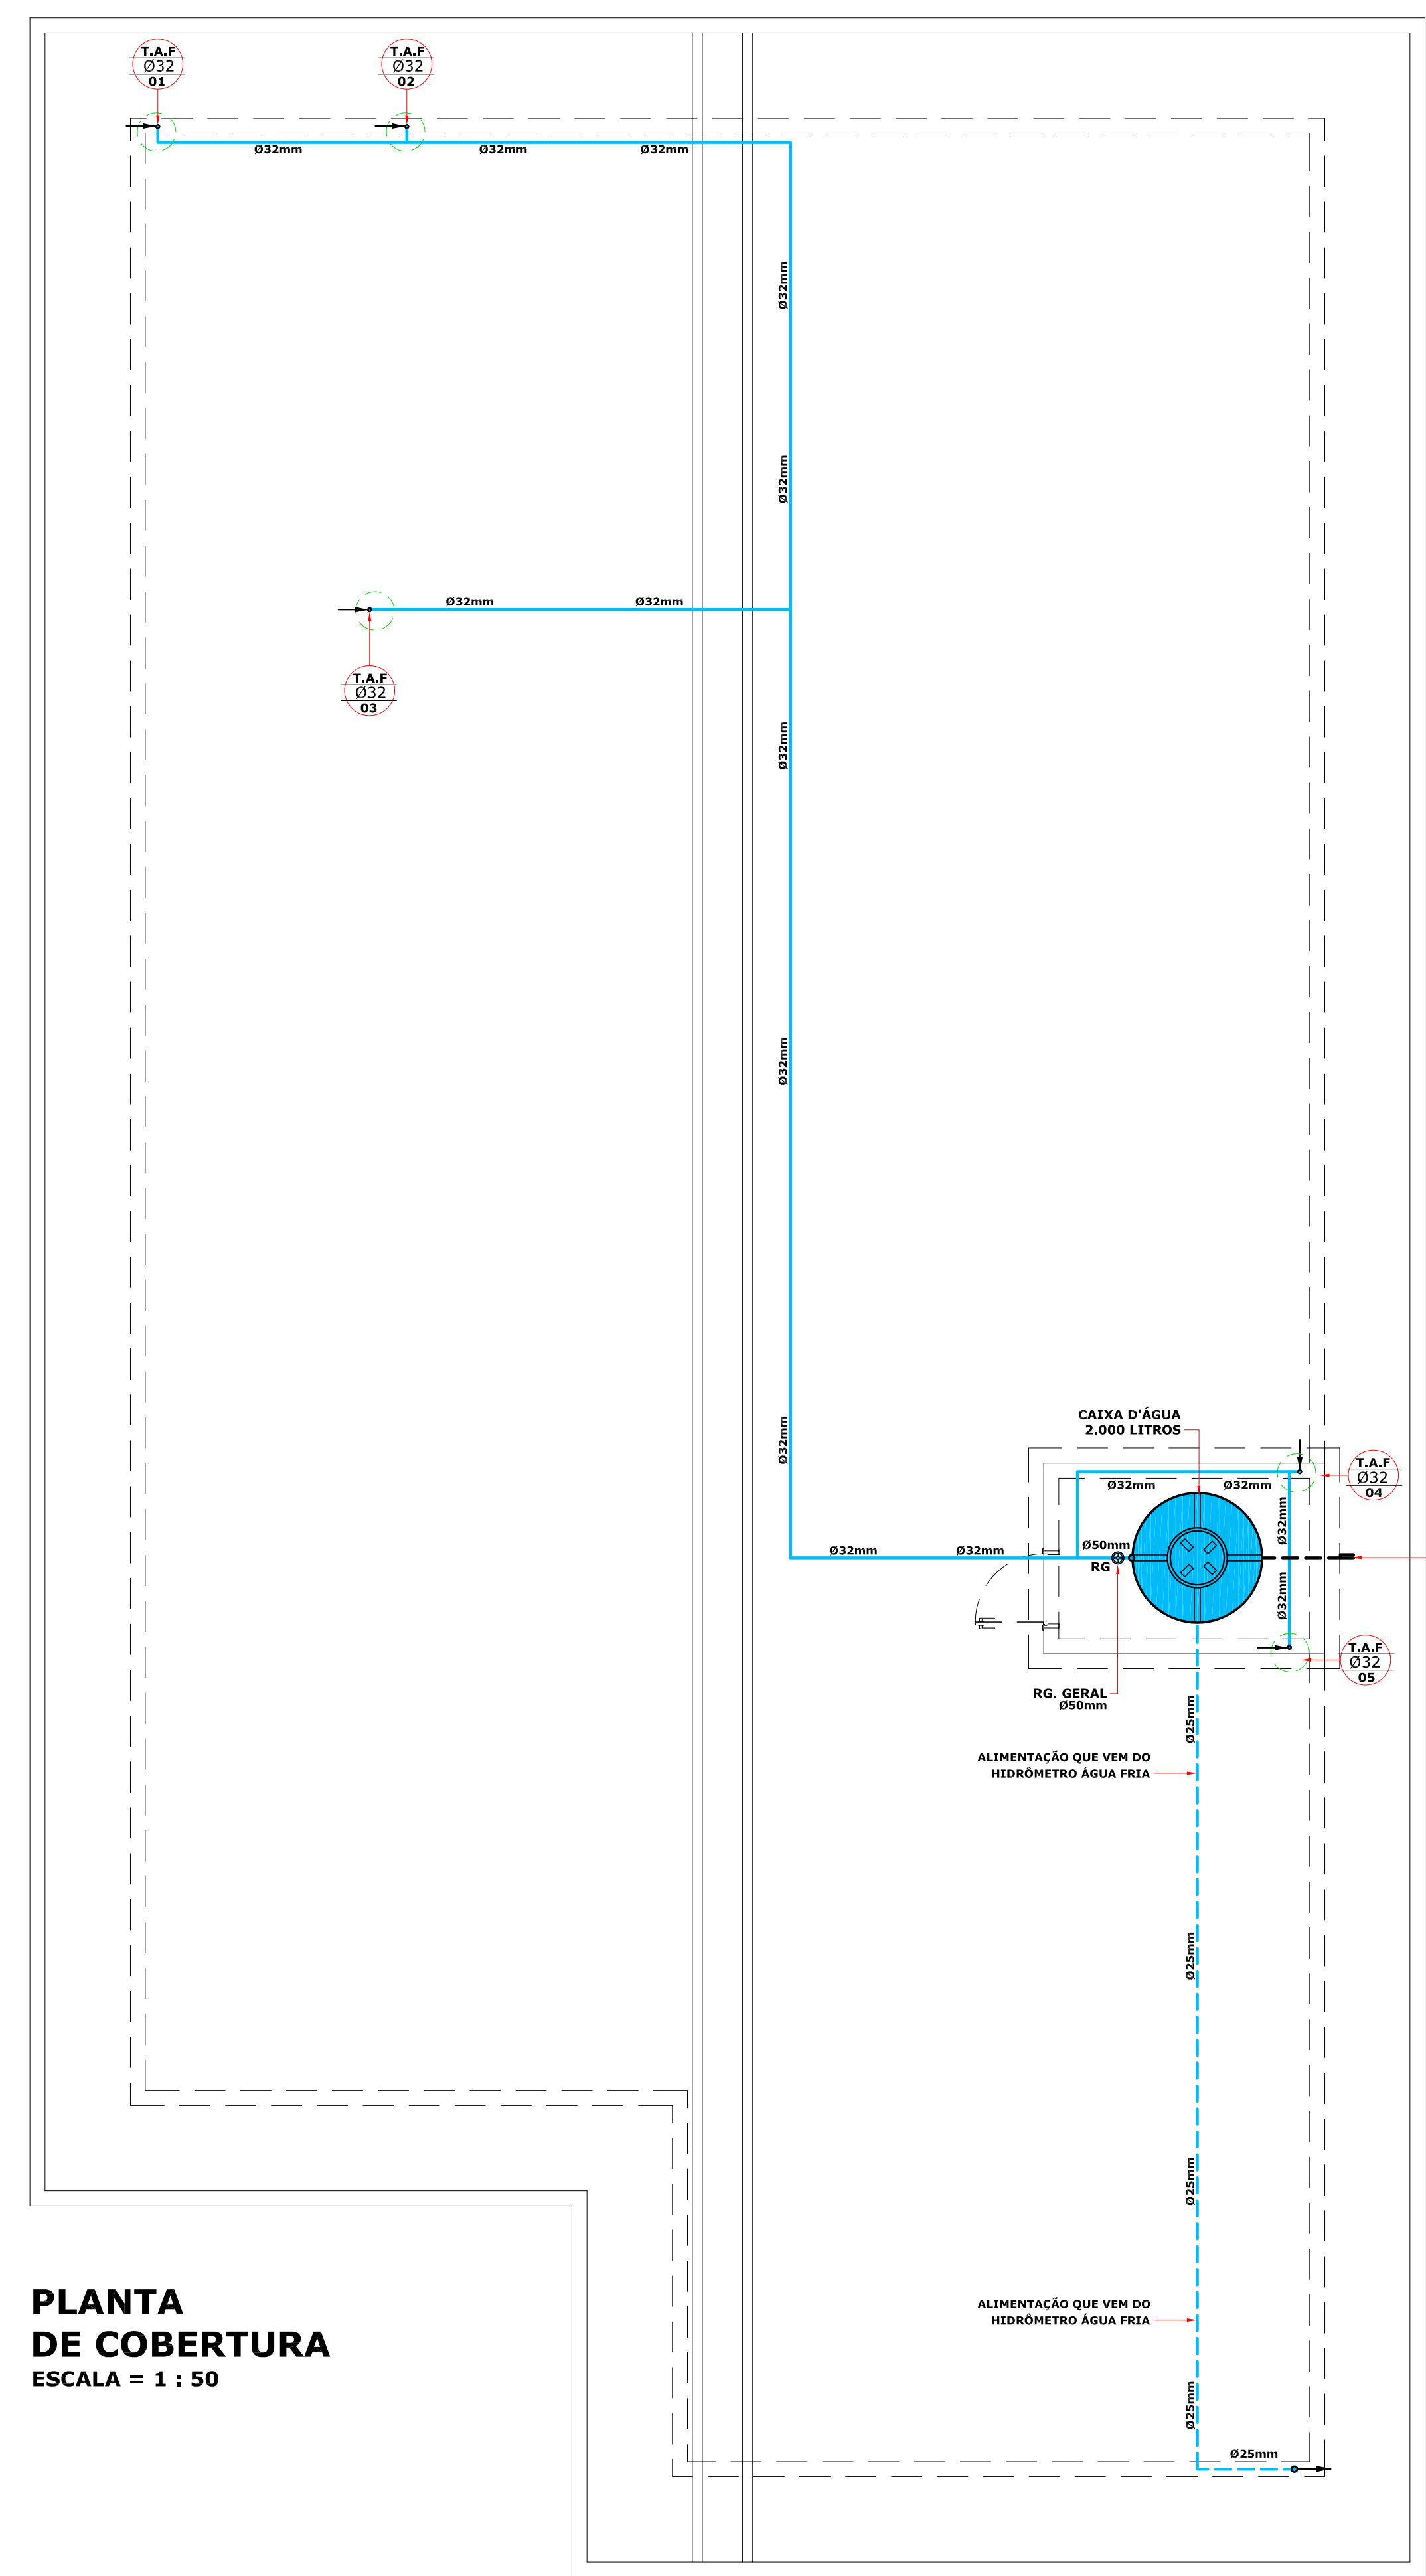 T.A.F
Ø32
01
T.A.F
Ø32
02
Ø32mm
Ø32mm
Ø32mm
Ø32mm
Ø32mm
Ø32mm
Ø32mm
T.A.F
Ø32
03
Ø32mm
Ø32mm
Ø32mm
CAIXA D'ÁGUA
2.000 LITROS
T.A.F
Ø32
04
Ø32mm
Ø32mm
Ø32mm
Ø32mm
Ø32mm
Ø50mm
RG
Ø32mm
T.A.F
Ø32
05
RG. GERAL
Ø50mm
Ø25mm
ALIMENTAÇÃO QUE VEM DO
HIDRÔMETRO ÁGUA FRIA
Ø25mm
Ø25mm
ALIMENTAÇÃO QUE VEM DO
HIDRÔMETRO ÁGUA FRIA
Ø25mm
Ø25mm
PLANTA
DE COBERTURA
ESCALA = 1 : 50